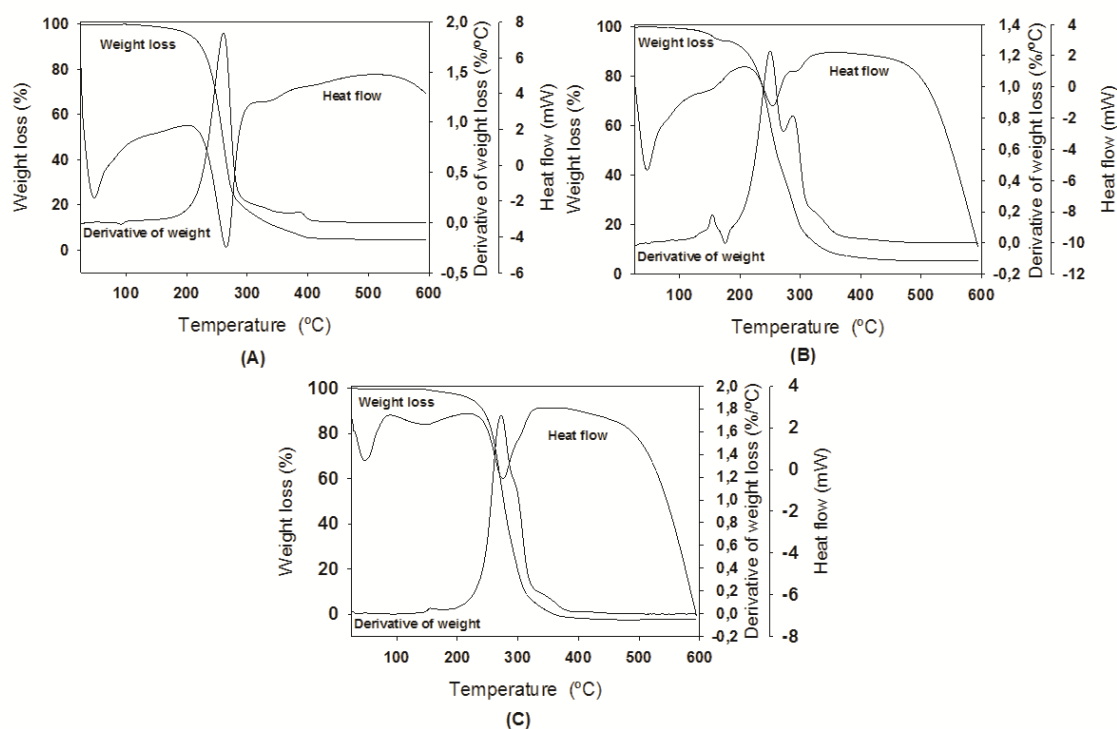 Weight loss (%)
100
80
60
40
20
0
Weight loss
Heat flow
Derivative of weight
100 200 300 400 500 600
Temperature (ºC)
(A)
2,0
1,5
1,0
0,5
0,0
-0,5
Derivative of weight loss (%/ºC)
8
6
4
2
0
-2
-4
-6
Heat flow (mW)
Weight loss (%)
100
80
60
40
20
0
Weight loss
Heat flow
Derivative of weight
100 200 300 400 500 600
Temperature (ºC)
(B)
1,4
1,2
1,0
0,8
0,6
0,4
0,2
0,0
-0,2
Derivative of weight loss (%/ºC)
4
2
0
-2
-4
-6
-8
-10
-12
Heat flow (mW)
Weight loss (%)
100
80
60
40
20
0
Weight loss
Heat flow
Derivative of weight
100 200 300 400 500 600
Temperature (ºC)
(C)
2,0
1,8
1,6
1,4
1,2
1,0
0,8
0,6
0,4
0,2
0,0
-0,2
Derivative of weight loss (%/ºC)
4
2
0
-2
-4
-6
-8
Heat flow (mW)